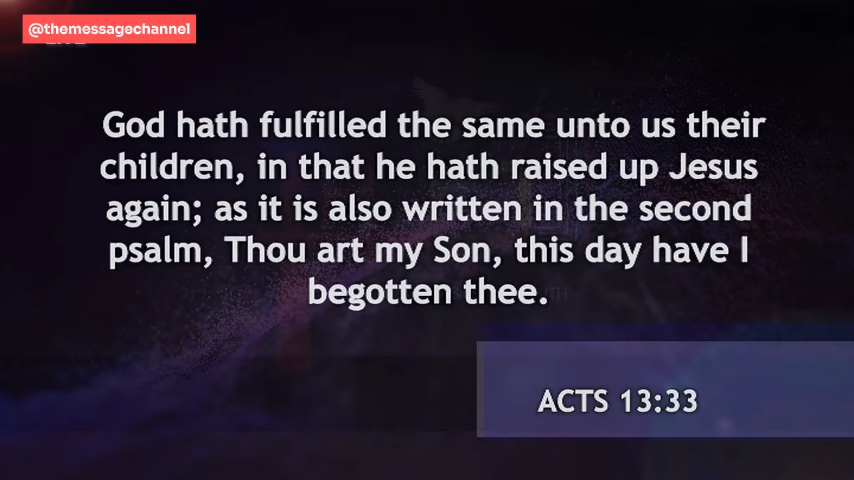 @themessagechannel
God hath fulfilled the same unto us their
children, in that he hath raised up Jesus
again; as it is also written in the second
psalm, Thou art my Son, this day have I
begotten thee.
ACTS 13:33